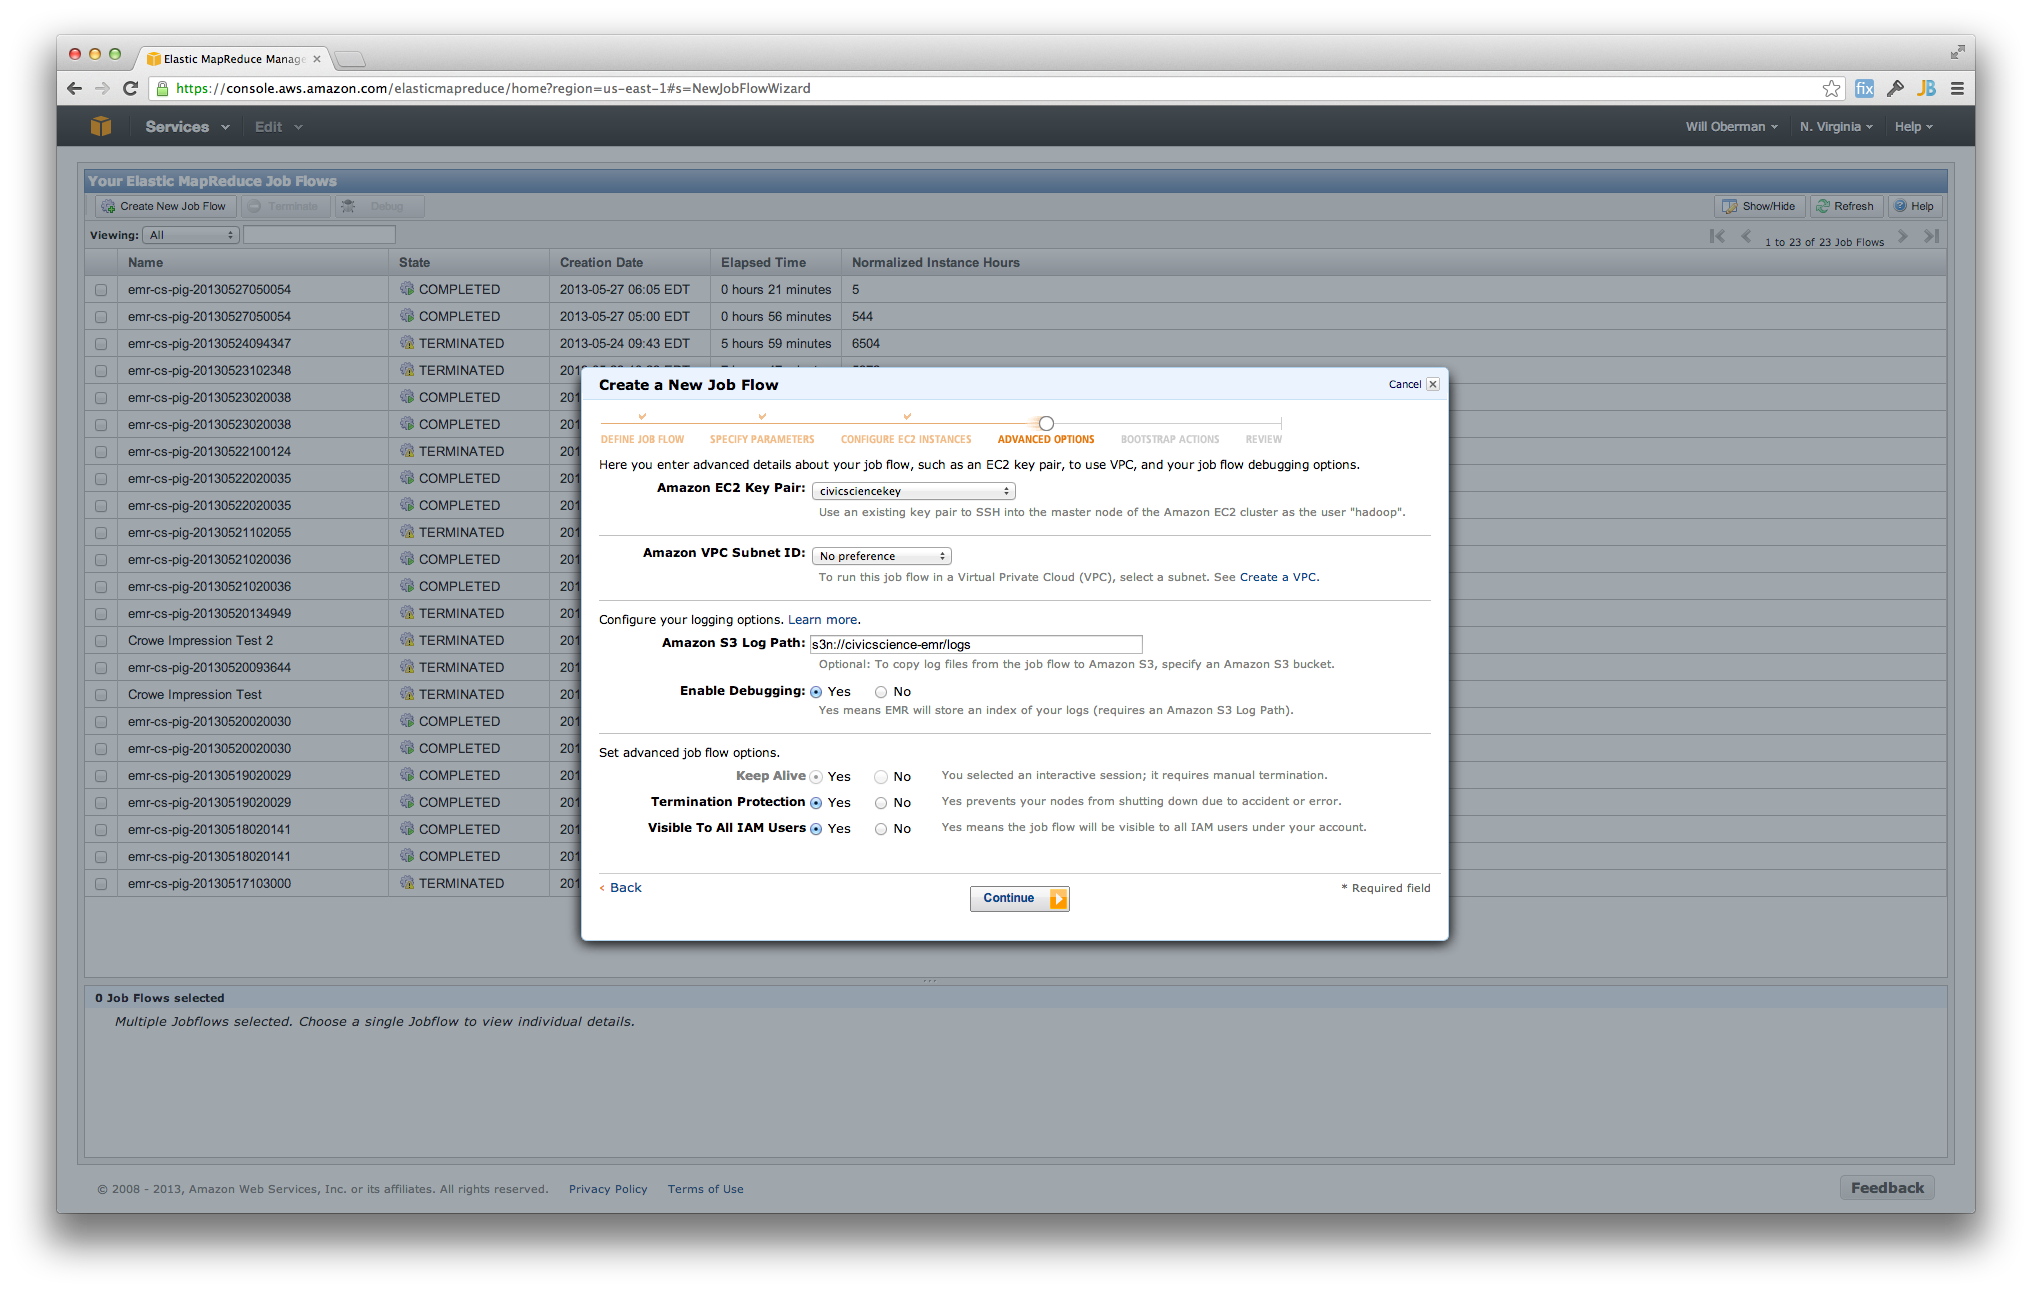 Elastic MapReduce Manage
https://console.aws.amazon.com/elasticmapreduce/home?region=us-east-1#s=NewJobFlowWizard
fix
JB
Services Edit Will Oberman N. Virginia Help
Your Elastic MapReduce Job Flows
Create New Job Flow Terminate Debug Show/Hide Refresh Help
Viewing: All 1 to 23 of 23 Job Flows
Name State Creation Date Elapsed Time Normalized Instance Hours
emr-cs-pig-20130527050054 COMPLETED 2013-05-27 06:05 EDT 0 hours 21 minutes 5
emr-cs-pig-20130527050054 COMPLETED 2013-05-27 05:00 EDT 0 hours 56 minutes 544
emr-cs-pig-20130524094347 TERMINATED 2013-05-24 09:43 EDT 5 hours 59 minutes 6504
emr-cs-pig-20130523102348 TERMINATED
emr-cs-pig-20130523020038 COMPLETED 201
emr-cs-pig-20130523020038 COMPLETED 201
emr-cs-pig-20130522100124 TERMINATED 201
emr-cs-pig-20130522020035 COMPLETED 201
emr-cs-pig-20130522020035 COMPLETED 201
emr-cs-pig-20130521102055 TERMINATED 201
emr-cs-pig-20130521020036 COMPLETED 201
emr-cs-pig-20130521020036 COMPLETED 201
emr-cs-pig-20130520134949 TERMINATED 201
Crowe Impression Test 2 TERMINATED 201
emr-cs-pig-20130520093644 TERMINATED 201
Crowe Impression Test TERMINATED 201
emr-cs-pig-20130520020030 COMPLETED 201
emr-cs-pig-20130520020030 COMPLETED 201
emr-cs-pig-20130519020029 COMPLETED 201
emr-cs-pig-20130519020029 COMPLETED 201
emr-cs-pig-20130518020141 COMPLETED 201
emr-cs-pig-20130518020141 COMPLETED 201
emr-cs-pig-20130517103000 TERMINATED 201
Create a New Job Flow Cancel
DEFINE JOB FLOW SPECIFY PARAMETERS CONFIGURE EC2 INSTANCES ADVANCED OPTIONS BOOTSTRAP ACTIONS REVIEW
Here you enter advanced details about your job flow, such as an EC2 key pair, to use VPC, and your job flow debugging options.
Amazon EC2 Key Pair: civicsciencekey
Use an existing key pair to SSH into the master node of the Amazon EC2 cluster as the user "hadoop".
Amazon VPC Subnet ID: No preference
To run this job flow in a Virtual Private Cloud (VPC), select a subnet. See Create a VPC.
Configure your logging options. Learn more.
Amazon S3 Log Path: s3n://civicscience-emr/logs
Optional: To copy log files from the job flow to Amazon S3, specify an Amazon S3 bucket.
Enable Debugging: Yes No
Yes means EMR will store an index of your logs (requires an Amazon S3 Log Path).
Set advanced job flow options.
Keep Alive Yes No You selected an interactive session; it requires manual termination.
Termination Protection Yes No Yes prevents your nodes from shutting down due to accident or error.
Visible To All IAM Users Yes No Yes means the job flow will be visible to all IAM users under your account.
‹ Back Continue * Required field
0 Job Flows selected
Multiple Jobflows selected. Choose a single Jobflow to view individual details.
© 2008 - 2013, Amazon Web Services, Inc. or its affiliates. All rights reserved. Privacy Policy Terms of Use Feedback